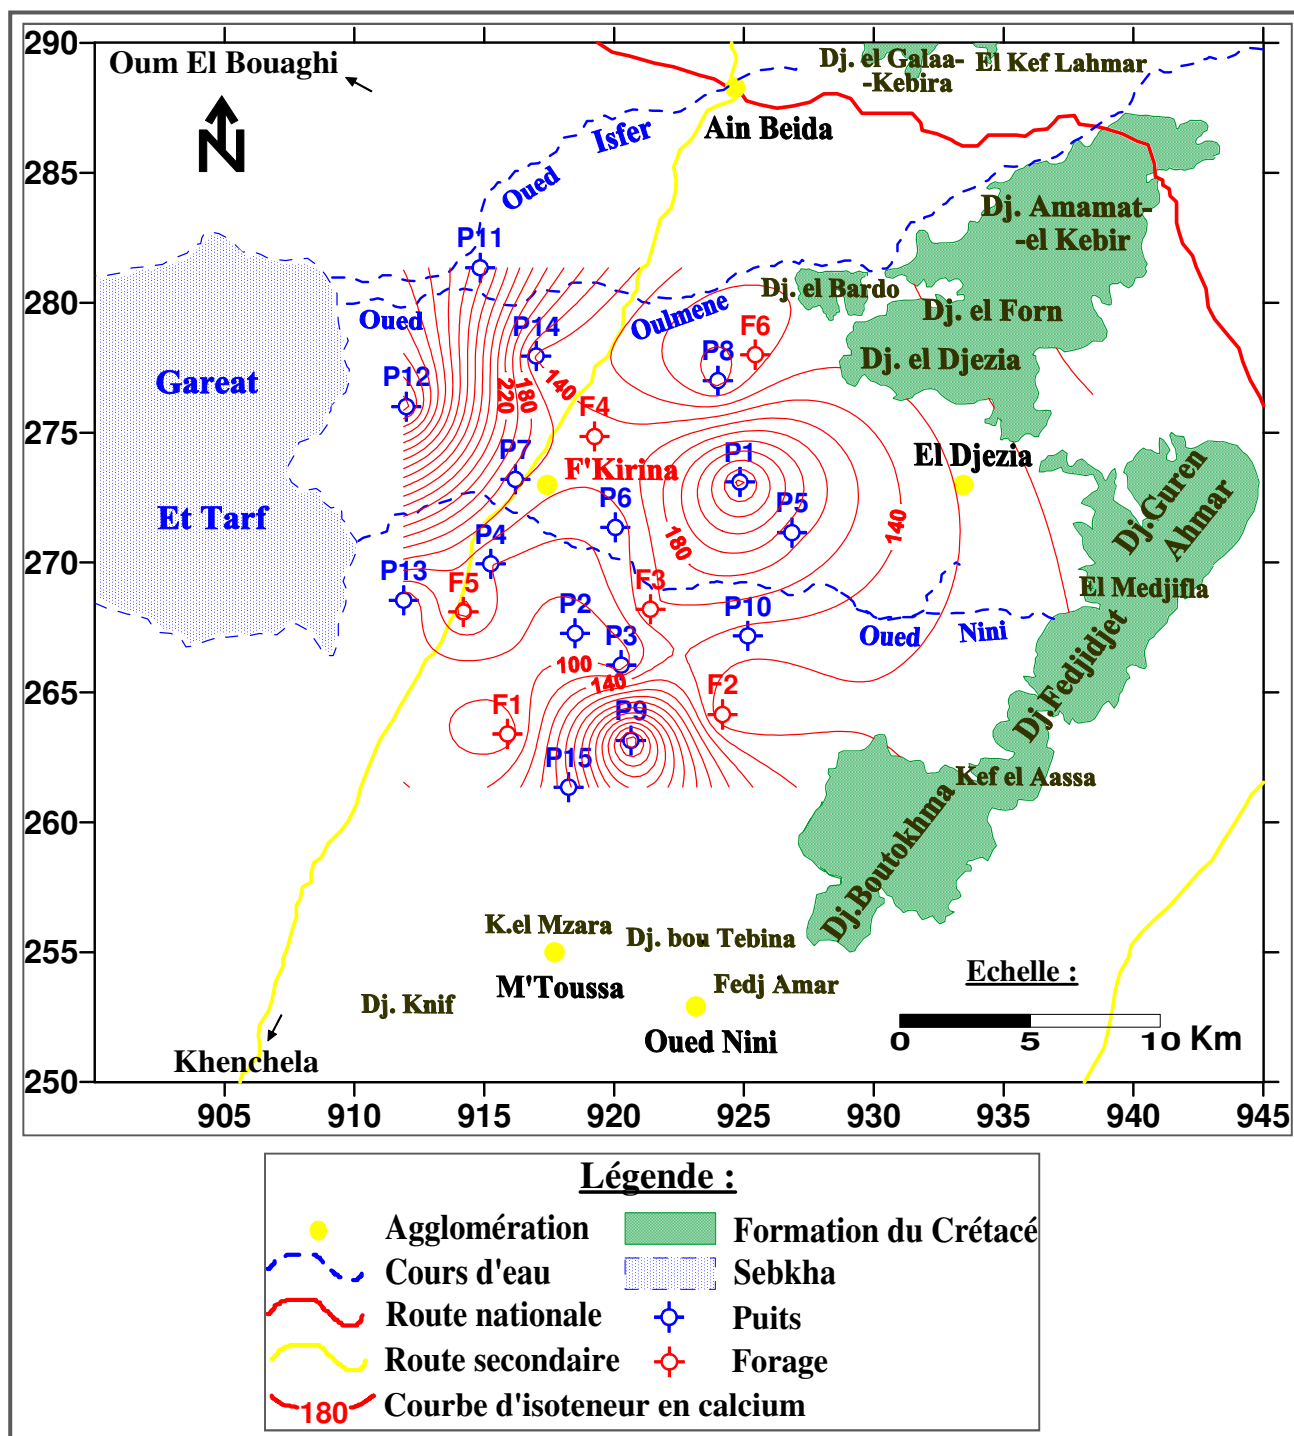 290
285
280
275
270
265
260
255
250
Oum El Bouaghi
N
Dj. el Galaa-
-Kebira
El Kef Lahmar
Ain Beida
Oued Isfer
Dj. Amamat-
-el Kebir
P11
Dj. el Bardo
Dj. el Forn
Oued
Oulmene
P14
F6
P8
Dj. el Djezia
Gareat
P12
220
180
140
F4
P7
F'Kirina
P1
El Djezia
Dj.Guren
Ahmar
Et Tarf
P6
P5
180
140
P4
P13
F5
F3
El Medjifla
P2
P10
P3
Oued
Nini
Dj.Fedjidjet
100
140
F1
F2
P9
P15
Kef el Aassa
Dj.Boutokhma
K.el Mzara
Dj. bou Tebina
M'Toussa
Fedj Amar
Dj. Knif
Oued Nini
Echelle :
0 5 10 Km
Khenchela
905 910 915 920 925 930 935 940 945
Légende :
Agglomération
Formation du Crétacé
Cours d'eau
Sebkha
Route nationale
Puits
Route secondaire
Forage
180
Courbe d'isoteneur en calcium